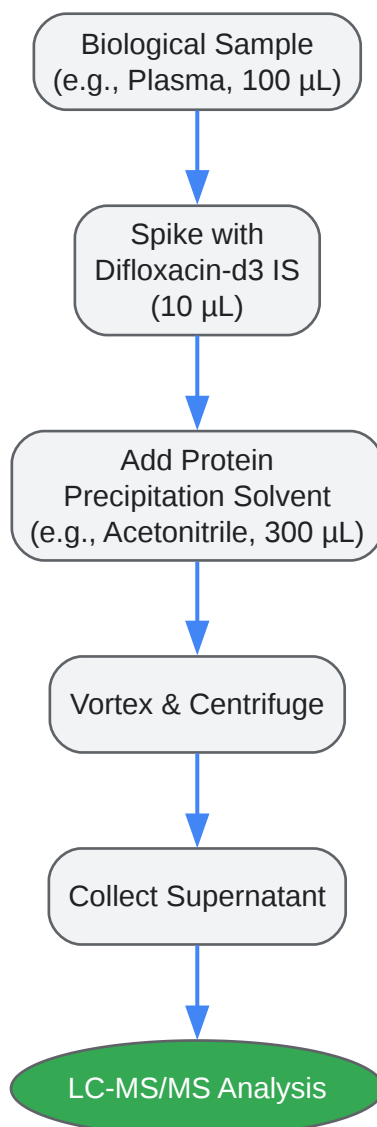 Biological Sample
(e.g., Plasma, 100 µL)
Spike with
Difloxacin-d3 IS
(10 µL)
Add Protein
Precipitation Solvent
(e.g., Acetonitrile, 300 µL)
Vortex & Centrifuge
Collect Supernatant
LC-MS/MS Analysis